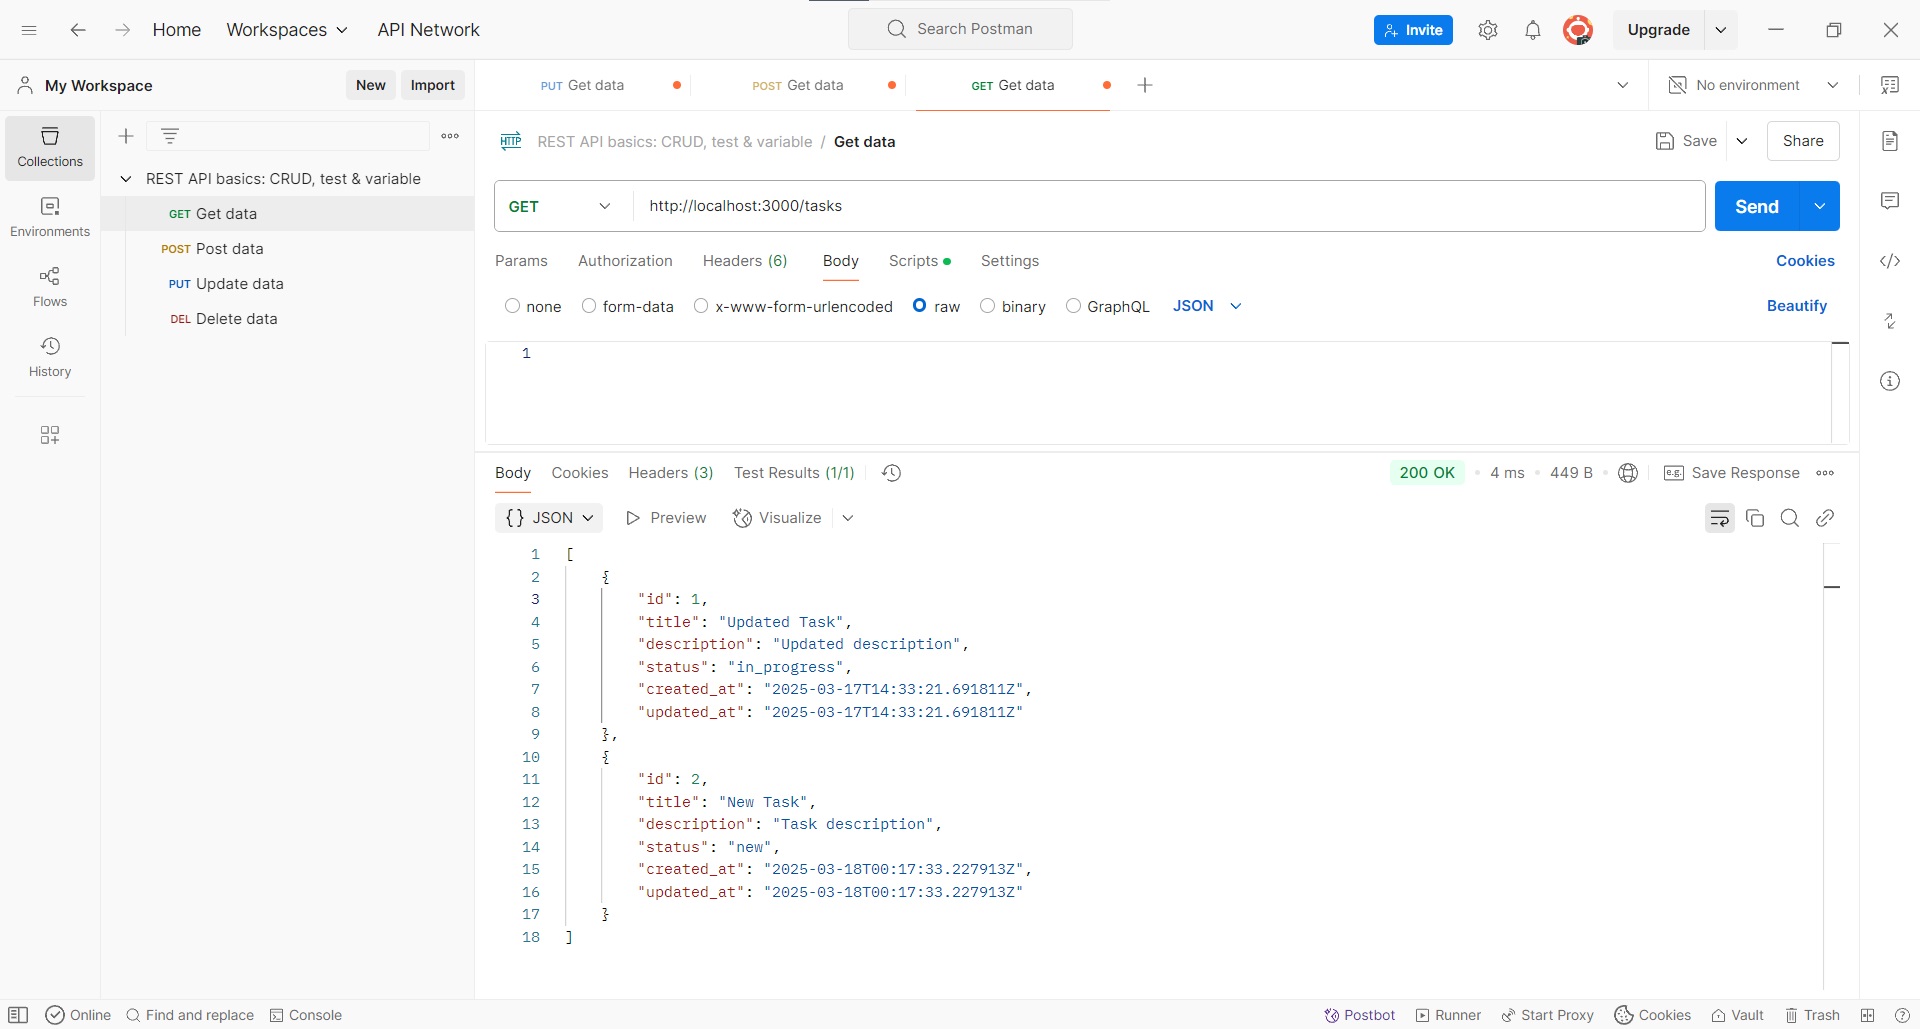 Home Workspaces API Network Search Postman Invite Upgrade
My Workspace New Import PUT Get data POST Get data GET Get data No environment
Collections
Environments
Flows
History
REST API basics: CRUD, test & variable
GET Get data
POST Post data
PUT Update data
DEL Delete data
HTTP REST API basics: CRUD, test & variable / Get data Save Share
GET http://localhost:3000/tasks Send
Params Authorization Headers (6) Body Scripts Settings Cookies
none form-data x-www-form-urlencoded raw binary GraphQL JSON Beautify
1
Body Cookies Headers (3) Test Results (1/1) 200 OK • 4 ms • 449 B • e.g. Save Response
{} JSON Preview Visualize
1 [
2 {
3 "id": 1,
4 "title": "Updated Task",
5 "description": "Updated description",
6 "status": "in_progress",
7 "created_at": "2025-03-17T14:33:21.691811Z",
8 "updated_at": "2025-03-17T14:33:21.691811Z"
9 },
10 {
11 "id": 2,
12 "title": "New Task",
13 "description": "Task description",
14 "status": "new",
15 "created_at": "2025-03-18T00:17:33.227913Z",
16 "updated_at": "2025-03-18T00:17:33.227913Z"
17 }
18 ]
Online Find and replace Console Postbot Runner Start Proxy Cookies Vault Trash